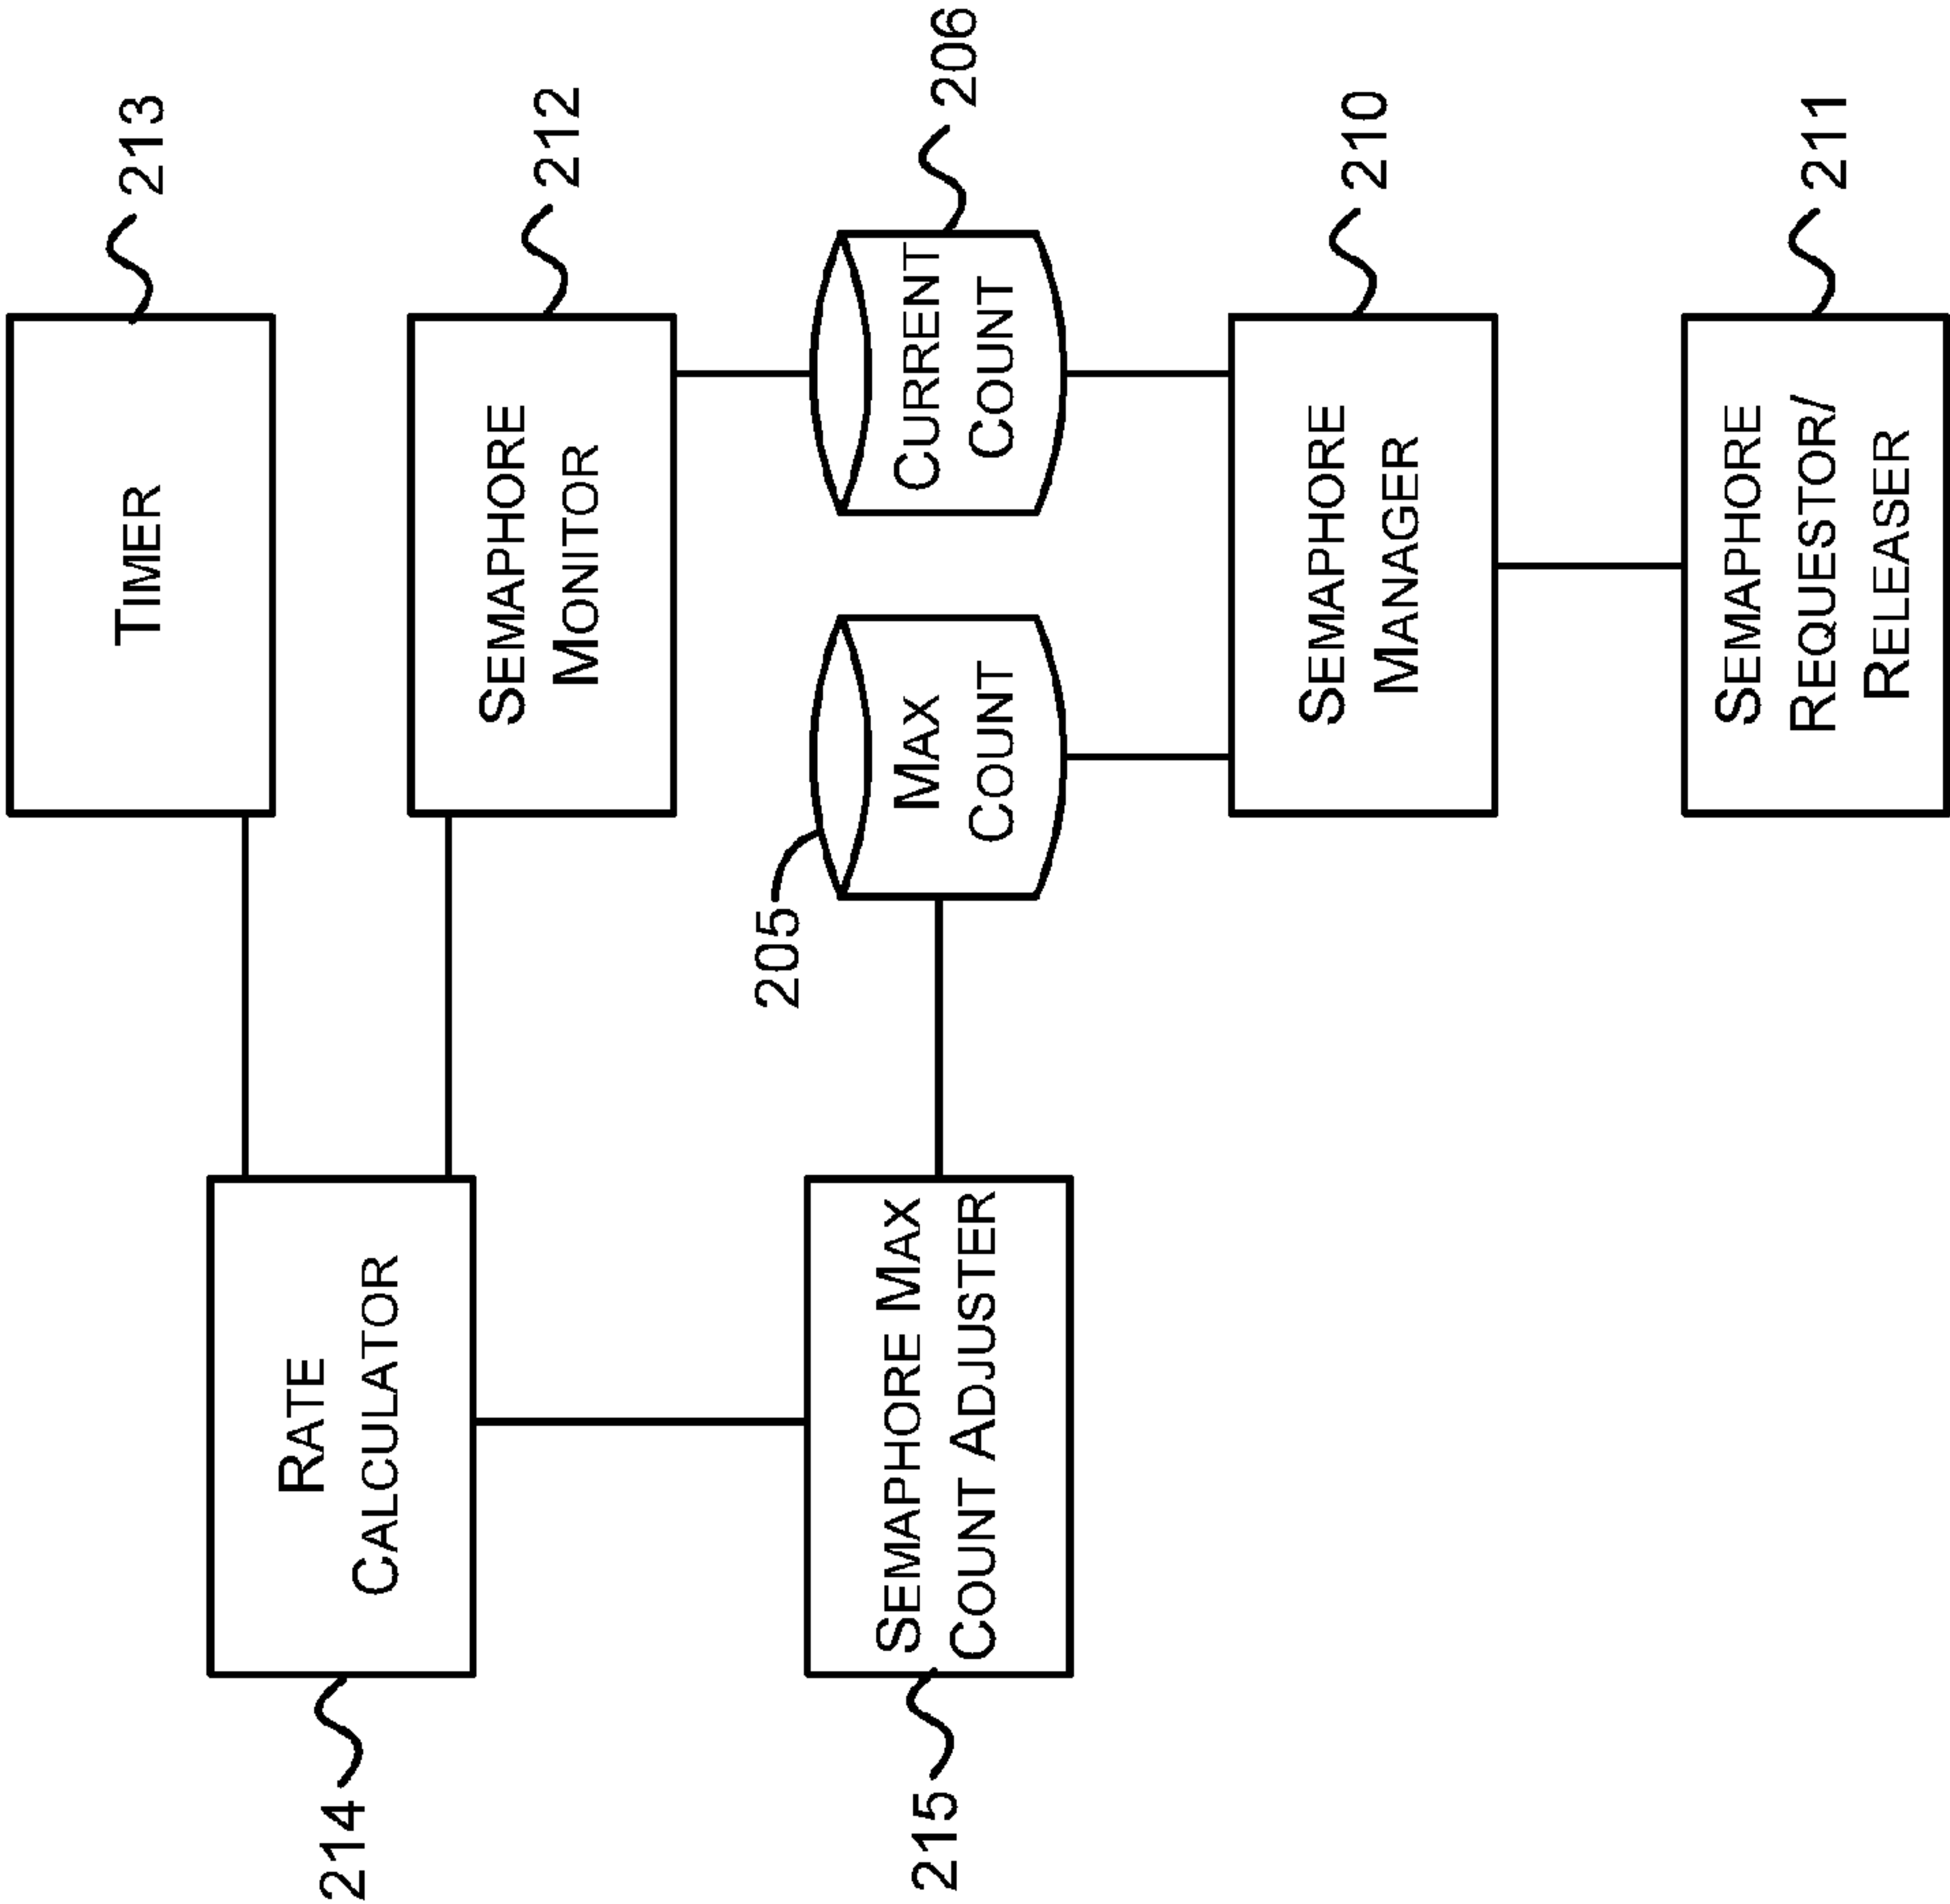 213
TIMER
212
SEMAPHORE
MONITOR
206
CURRENT
COUNT
205
MAX
COUNT
210
SEMAPHORE
MANAGER
211
SEMAPHORE
REQUESTOR/
RELEASER
214
RATE
CALCULATOR
215
SEMAPHORE MAX
COUNT ADJUSTER